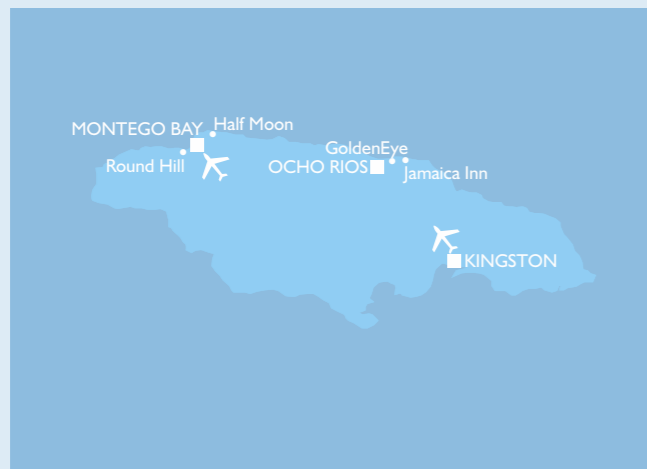 Half Moon
MONTEGO BAY
Round Hill
GoldenEye
OCHO RIOS
Jamaica Inn
KINGSTON